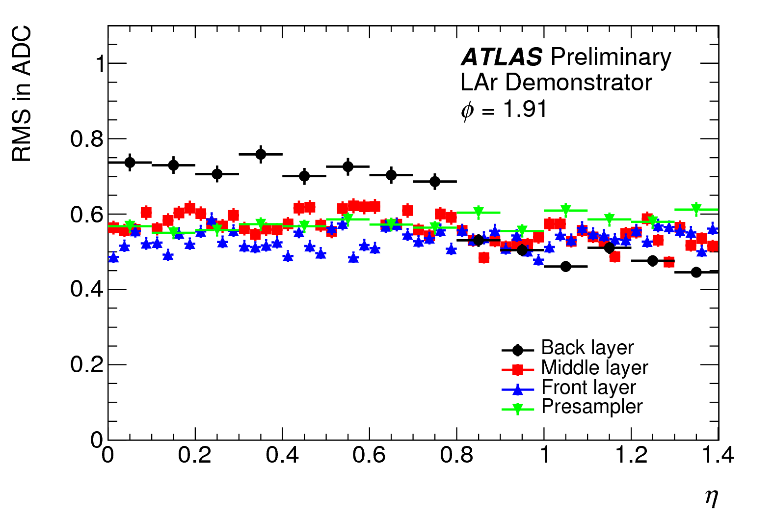 RMS in ADC
1
0.8
0.6
0.4
0.2
0
ATLAS Preliminary
LAr Demonstrator
ϕ = 1.91
Back layer
Middle layer
Front layer
Presampler
0 0.2 0.4 0.6 0.8 1 1.2 1.4
η